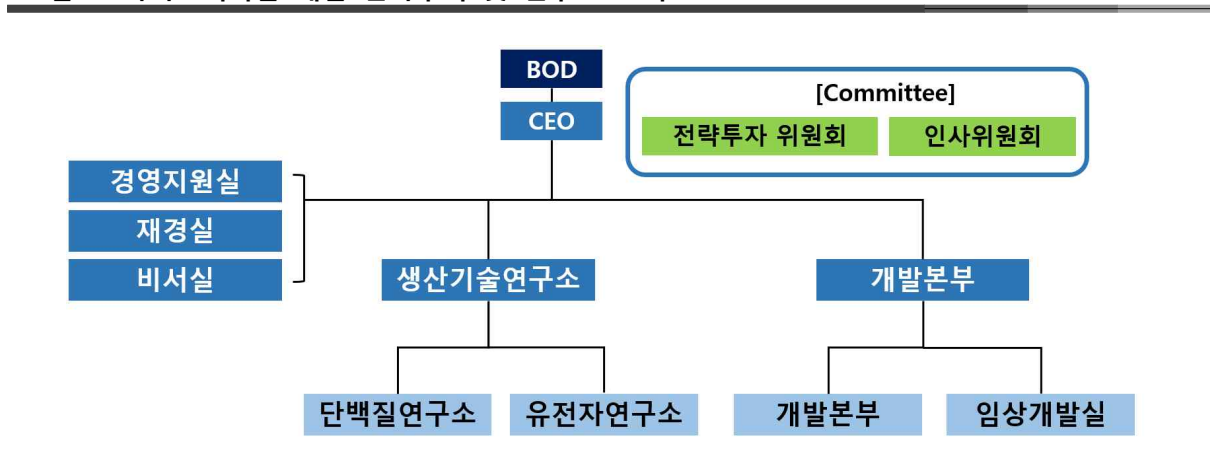 BOD
CEO
[Committee]
전략투자 위원회
인사위원회
경영지원실
재경실
비서실
생산기술연구소
개발본부
단백질연구소
유전자연구소
개발본부
임상개발실